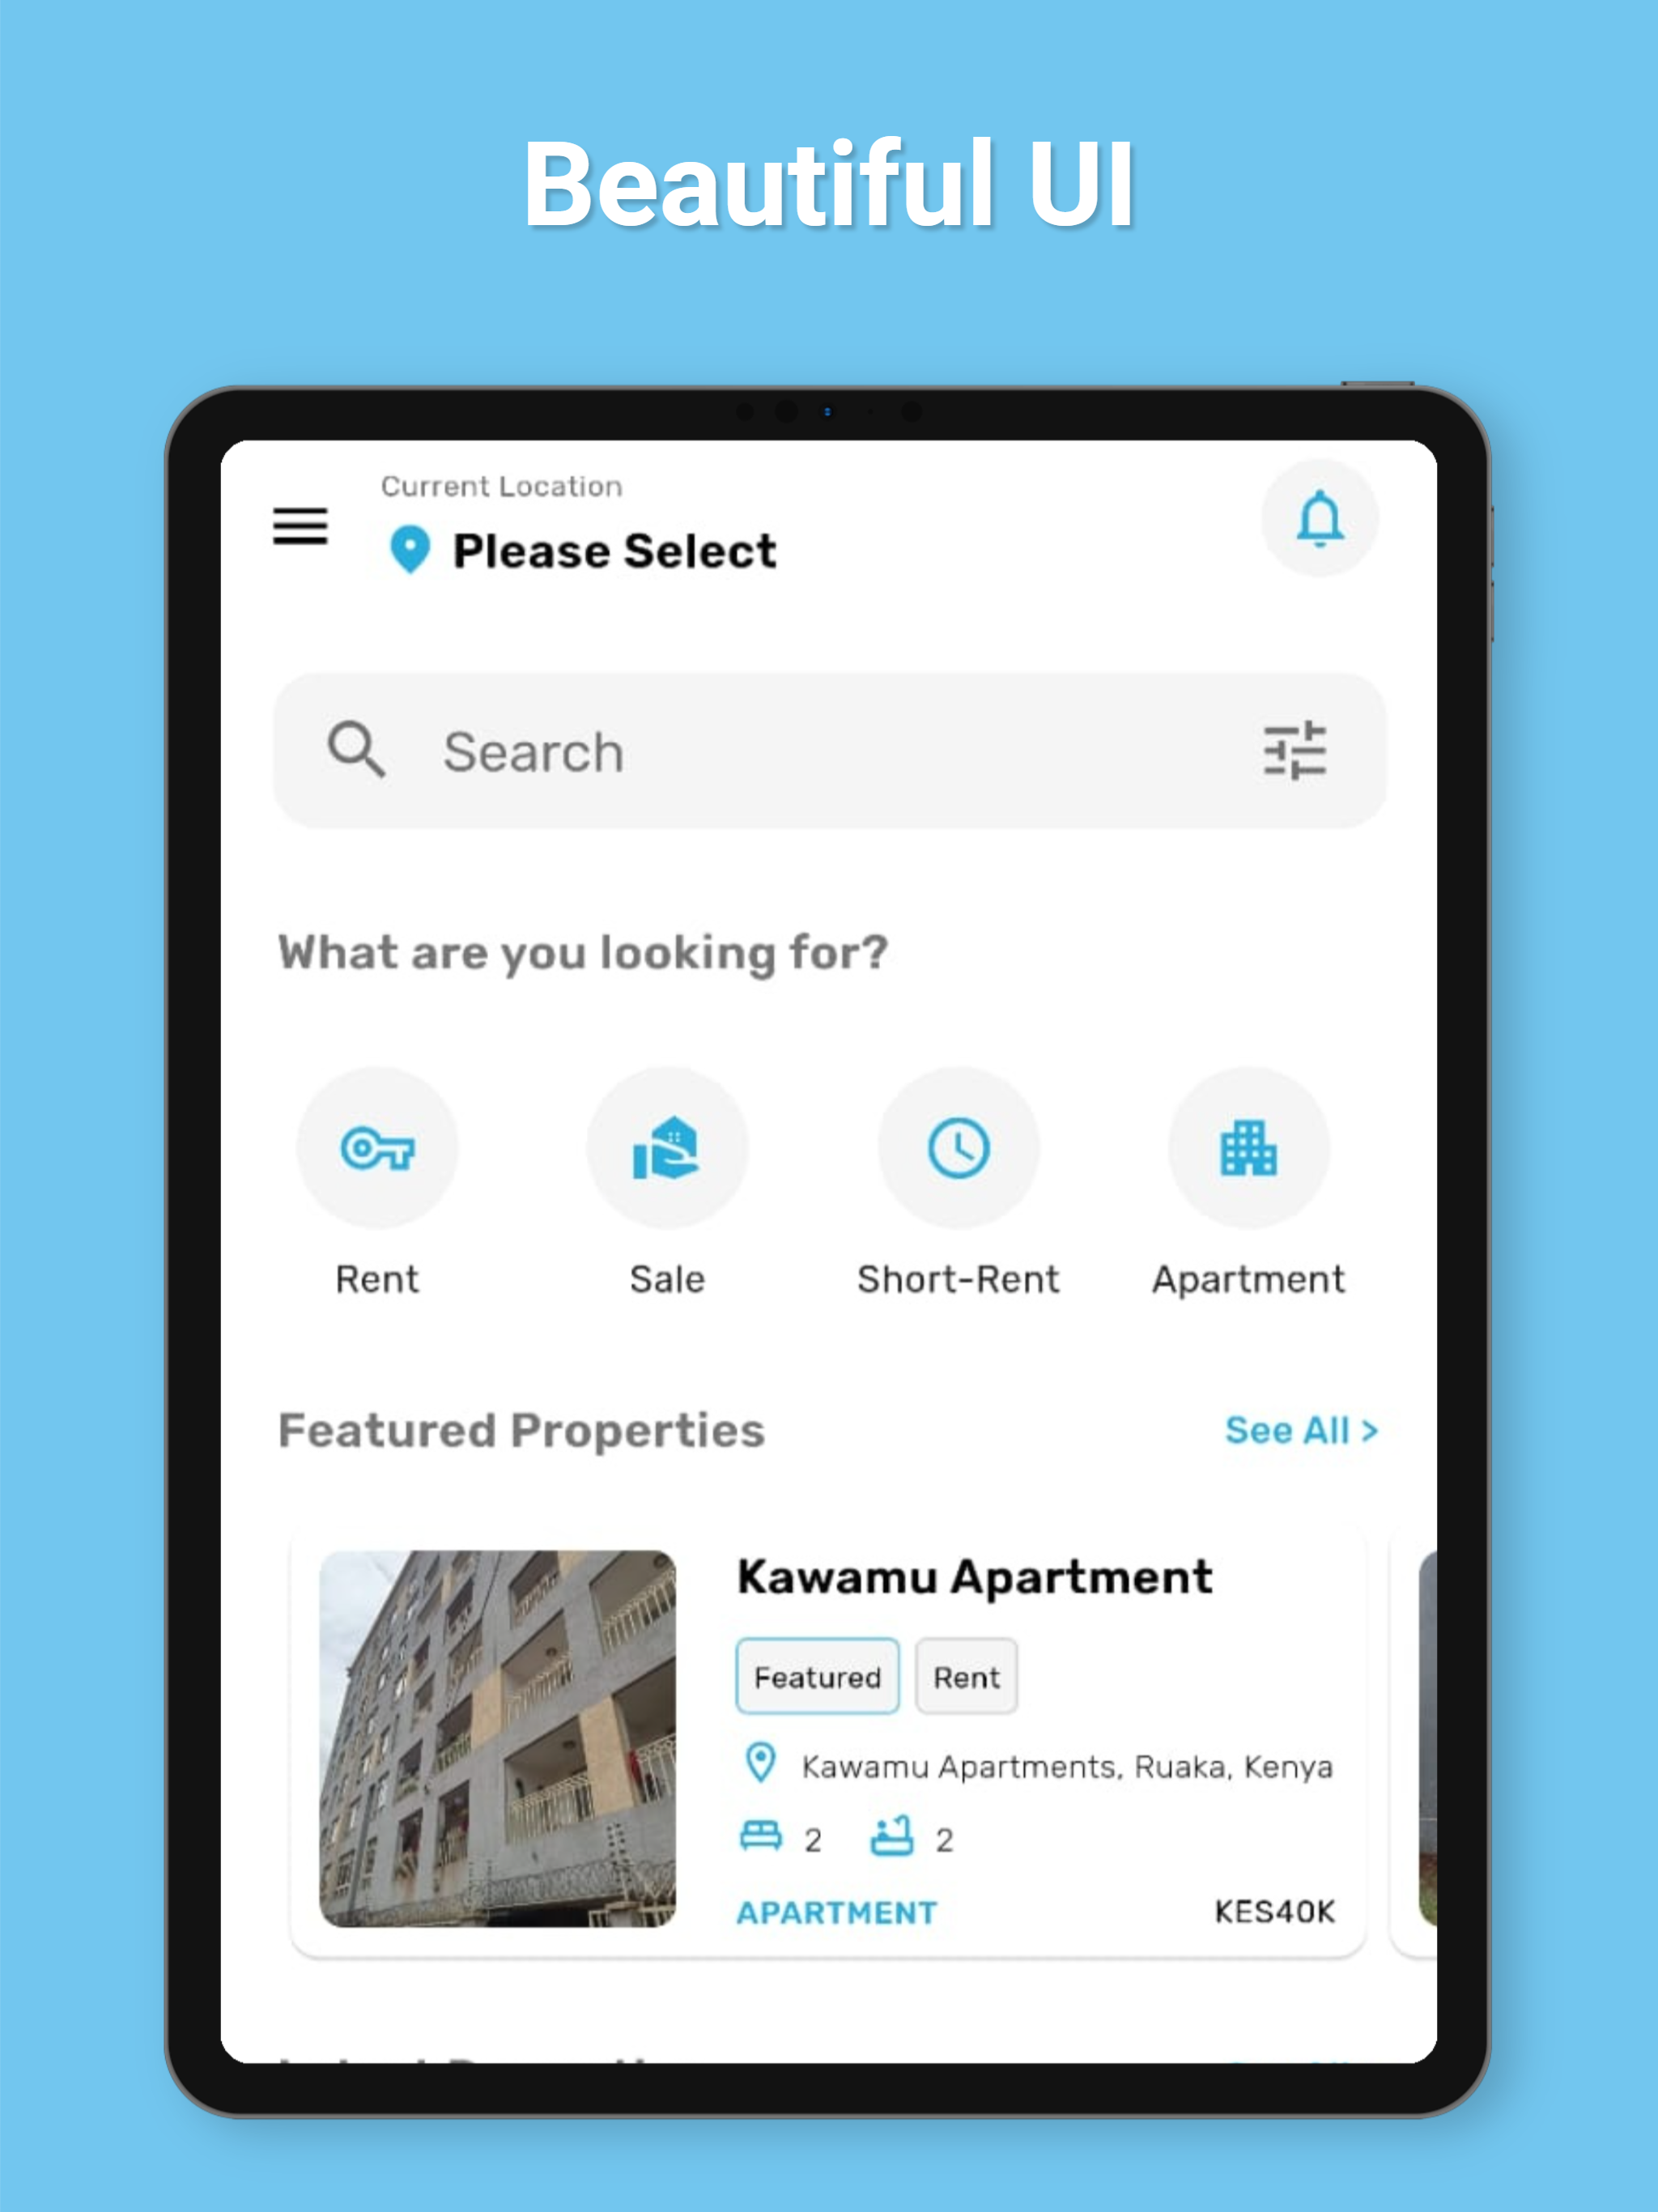 Beautiful UI
Current Location
Please Select
Search
What are you looking for?
Rent
Sale
Short-Rent
Apartment
Featured Properties
See All >
Kawamu Apartment
Featured
Rent
Kawamu Apartments, Ruaka, Kenya
2
2
APARTMENT
KES40K